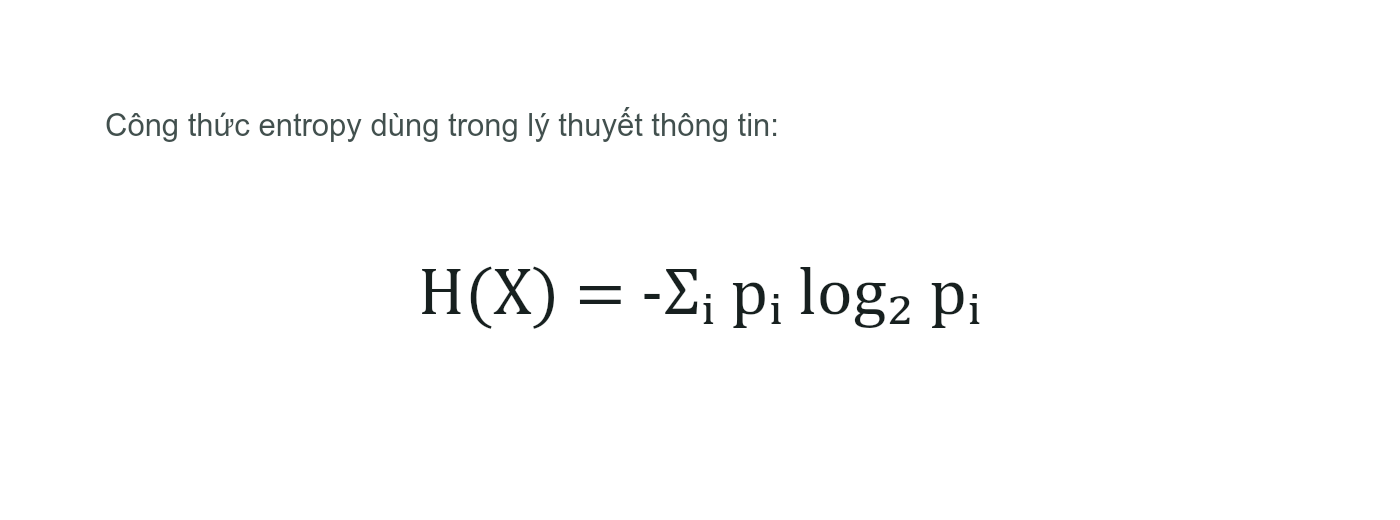 Công thức entropy dùng trong lý thuyết thông tin:
H(X) = -Σᵢ pᵢ log₂ pᵢ